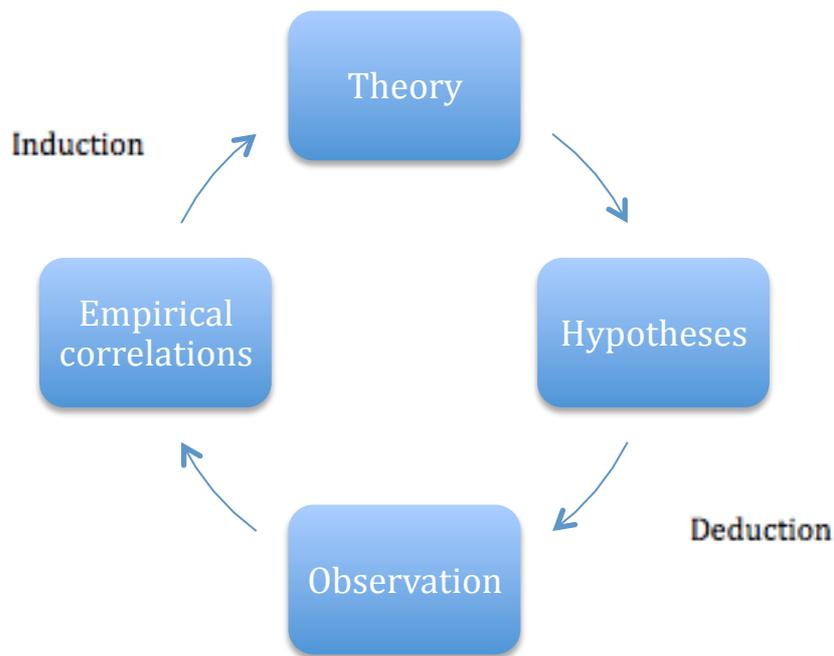 Theory
Induction
Empirical
correlations
Hypotheses
Deduction
Observation